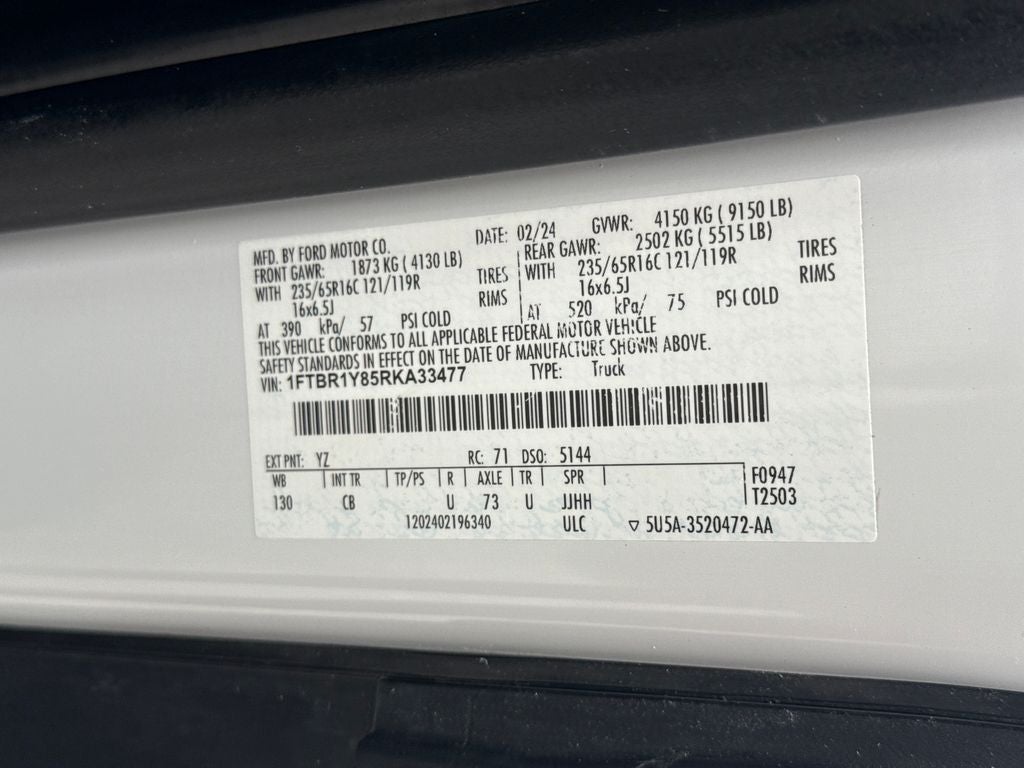 MFD. BY FORD MOTOR CO. DATE: 02/24 GVWR: 4150 KG ( 9150 LB)
FRONT GAWR: 1873 KG ( 4130 LB) REAR GAWR: 2502 KG ( 5515 LB)
WITH 235/65R16C 121/119R TIRES WITH 235/65R16C 121/119R TIRES
16x6.5J RIMS 16x6.5J RIMS
AT 390 kPa/ 57 PSI COLD AT 520 kPa/ 75 PSI COLD
THIS VEHICLE CONFORMS TO ALL APPLICABLE FEDERAL MOTOR VEHICLE
SAFETY STANDARDS IN EFFECT ON THE DATE OF MANUFACTURE SHOWN ABOVE.
VIN: 1FTBR1Y85RKA33477 TYPE: Truck
EXT PNT: YZ RC: 71 DSO: 5144
WB INT TR TP/PS R AXLE TR SPR F0947
130 CB U 73 U JJHH T2503
1202402196340 ULC ▽ 5U5A-3520472-AA